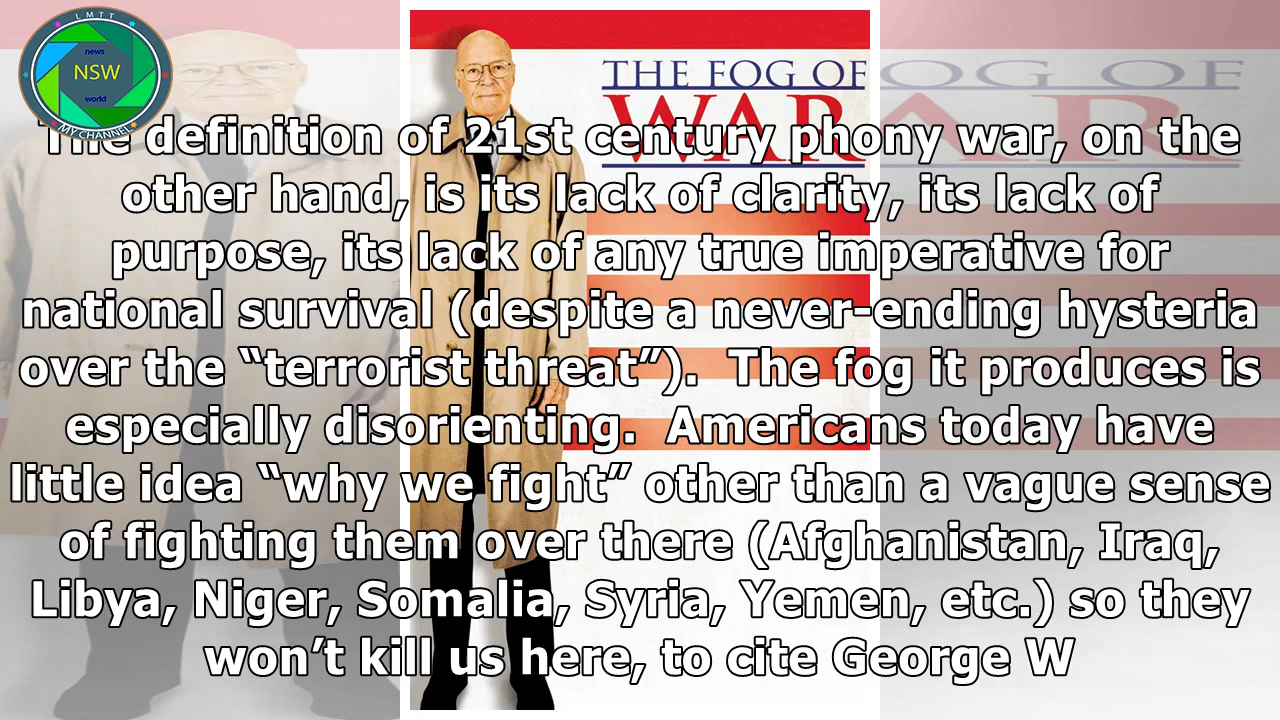 LMTT
news
NSW
world
MY CHANNEL
THE FOG OF
WAR
OG OF
AR
The definition of 21st century phony war, on the
other hand, is its lack of clarity, its lack of
purpose, its lack of any true imperative for
national survival (despite a never-ending hysteria
over the “terrorist threat”).  The fog it produces is
especially disorienting.  Americans today have
little idea “why we fight” other than a vague sense
of fighting them over there (Afghanistan, Iraq,
Libya, Niger, Somalia, Syria, Yemen, etc.) so they
won’t kill us here, to cite George W